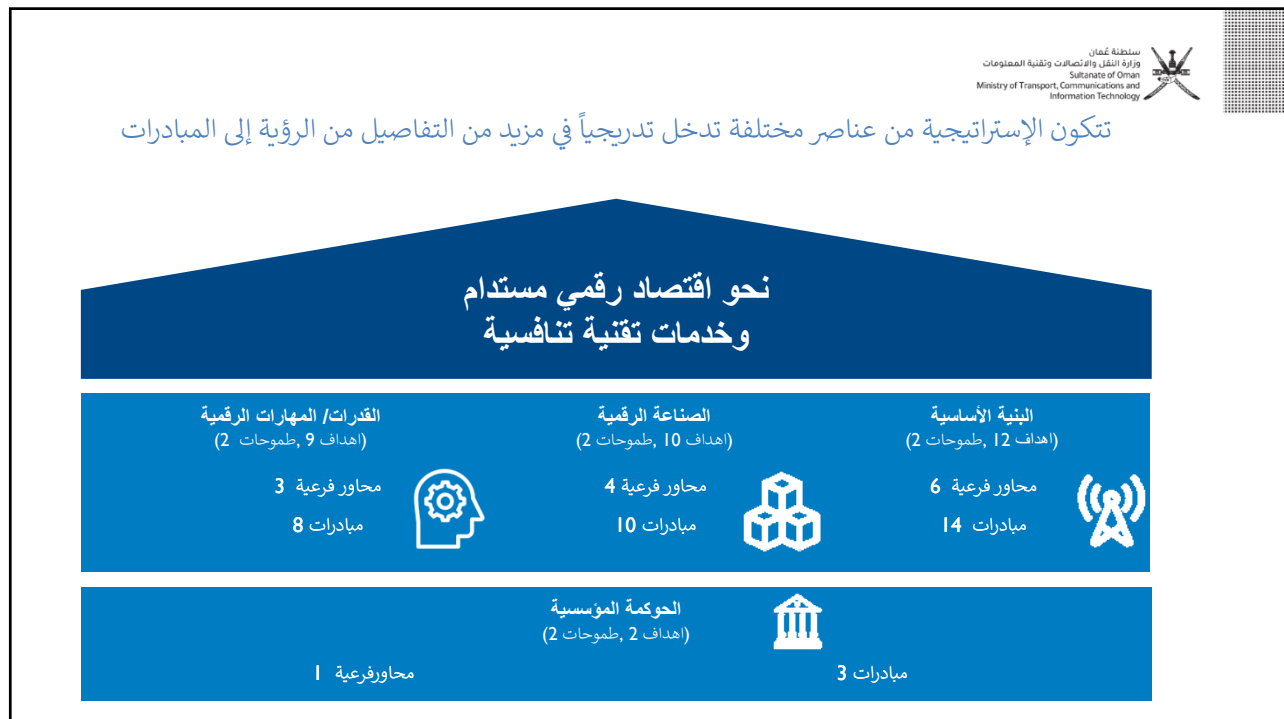 سلطنة عُمان
وزارة النقل والاتصالات وتقنية المعلومات
Sultanate of Oman
Ministry of Transport, Communications and
Information Technology
تتكون الإستراتيجية من عناصر مختلفة تدخل تدريجياً في مزيد من التفاصيل من الرؤية إلى المبادرات
نحو اقتصاد رقمي مستدام
وخدمات تقنية تنافسية
البنية الأساسية
(اهداف 12 ,طموحات 2)
محاور فرعية 6
مبادرات 14
الصناعة الرقمية
(اهداف 10 ,طموحات 2)
محاور فرعية 4
مبادرات 10
القدرات/ المهارات الرقمية
(اهداف 9 ,طموحات 2)
محاور فرعية 3
مبادرات 8
الحوكمة المؤسسية
(اهداف 2 ,طموحات 2)
مبادرات 3
محاورفرعية 1